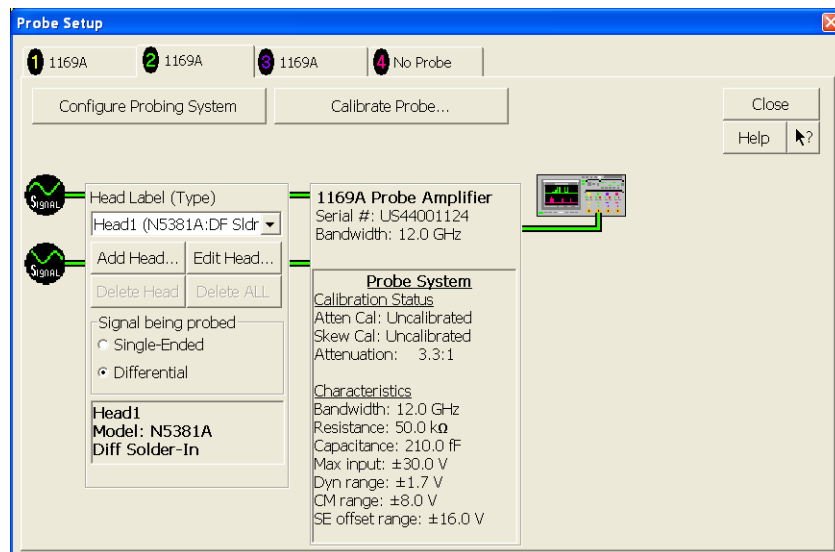 Probe Setup
1 1169A
2 1169A
3 1169A
4 No Probe
Configure Probing System
Calibrate Probe...
Close
Help
?
Signal
Signal
Head Label (Type)
Head1 (N5381A:DF Sldr
Add Head...
Edit Head...
Delete Head
Delete ALL
Signal being probed
Single-Ended
Differential
Head1
Model: N5381A
Diff Solder-In
1169A Probe Amplifier
Serial #: US44001124
Bandwidth: 12.0 GHz
Probe System
Calibration Status
Atten Cal: Uncalibrated
Skew Cal: Uncalibrated
Attenuation: 3.3:1
Characteristics
Bandwidth: 12.0 GHz
Resistance: 50.0 kΩ
Capacitance: 210.0 fF
Max input: ±30.0 V
Dyn range: ±1.7 V
CM range: ±8.0 V
SE offset range: ±16.0 V